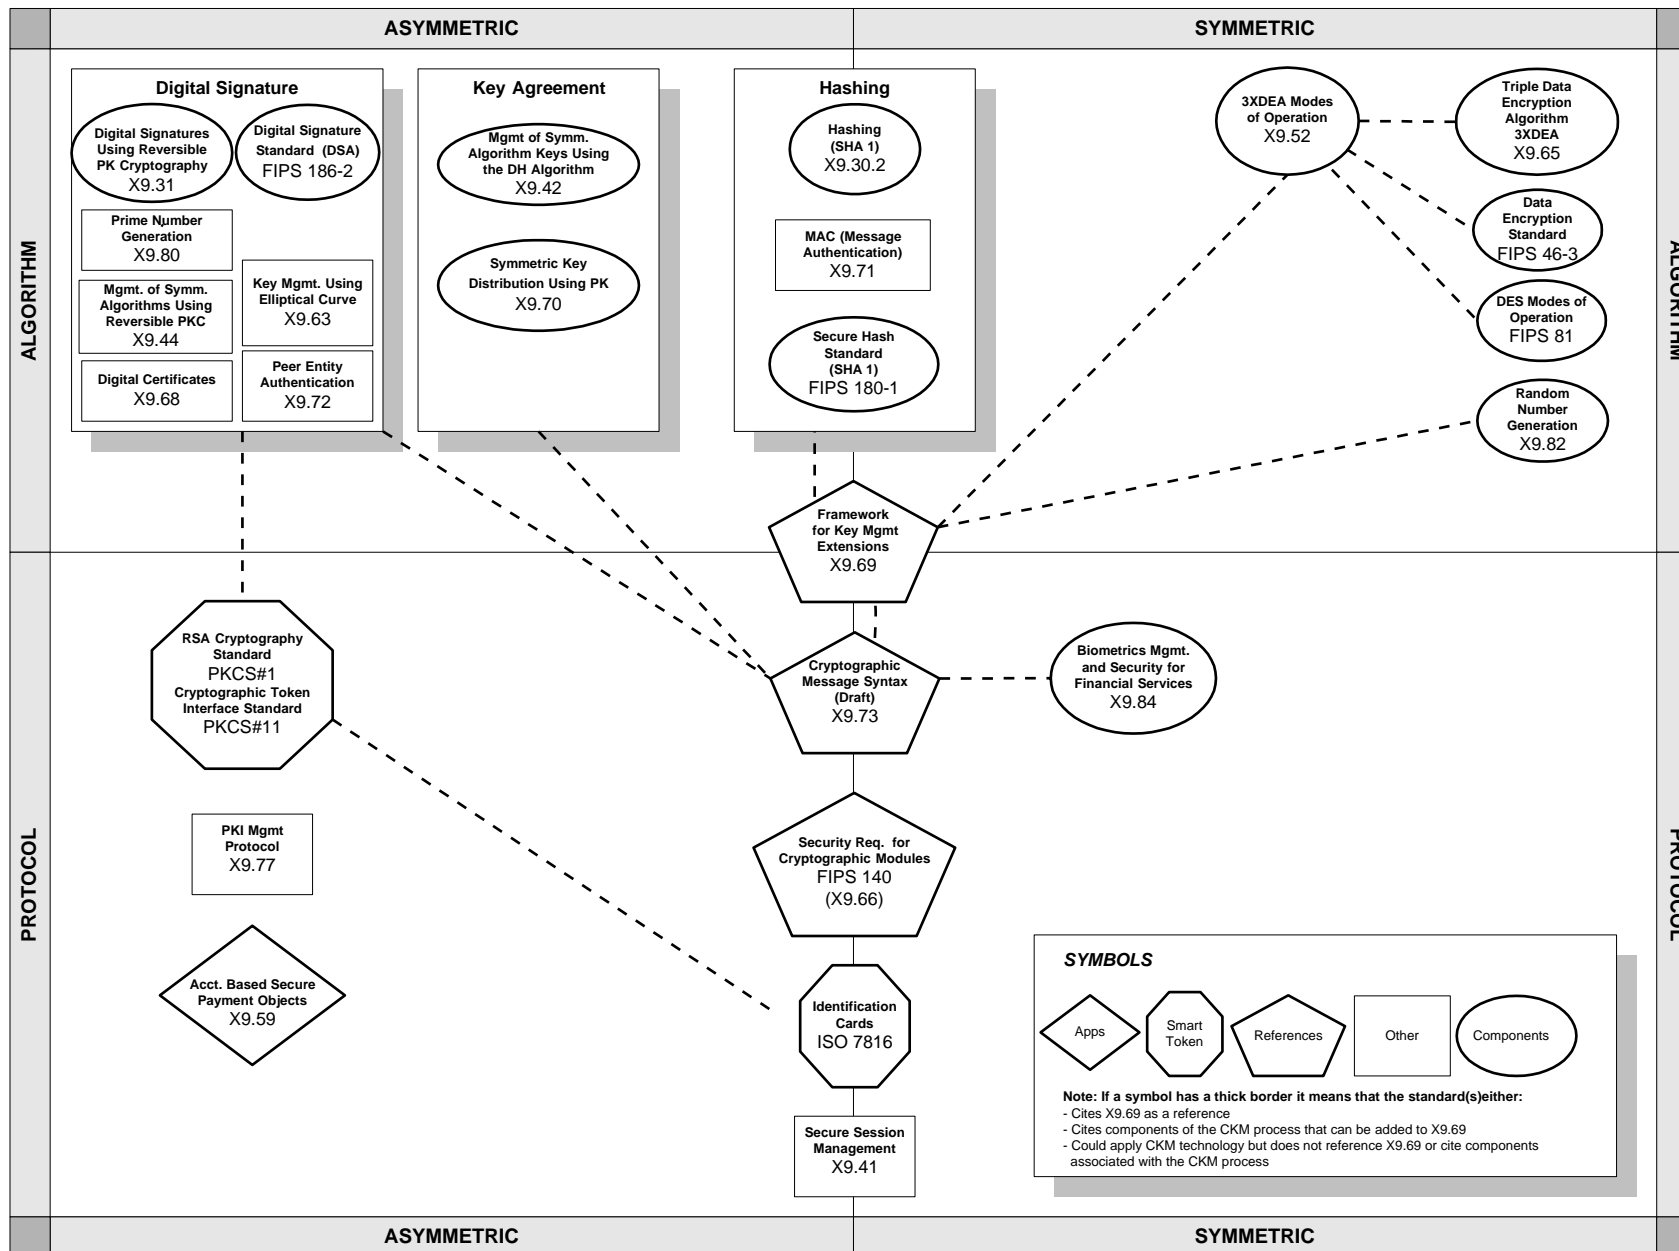 ASYMMETRIC
SYMMETRIC
ALGORITHM
Digital Signature
Digital Signatures
Using Reversible
PK Cryptography
X9.31
Digital Signature
Standard (DSA)
FIPS 186-2
Prime Number
Generation
X9.80
Key Mgmt. Using
Elliptical Curve
X9.63
Mgmt. of Symm.
Algorithms Using
Reversible PKC
X9.44
Digital Certificates
X9.68
Peer Entity
Authentication
X9.72
Key Agreement
Mgmt of Symm.
Algorithm Keys Using
the DH Algorithm
X9.42
Symmetric Key
Distribution Using PK
X9.70
Hashing
Hashing
(SHA 1)
X9.30.2
MAC (Message
Authentication)
X9.71
Secure Hash
Standard
(SHA 1)
FIPS 180-1
3XDEA Modes
of Operation
X9.52
Triple Data
Encryption
Algorithm
3XDEA
X9.65
Data
Encryption
Standard
FIPS 46-3
DES Modes of
Operation
FIPS 81
Random
Number
Generation
X9.82
ALGORITHM
Framework
for Key Mgmt
Extensions
X9.69
PROTOCOL
RSA Cryptography
Standard
PKCS#1
Cryptographic Token
Interface Standard
PKCS#11
Cryptographic
Message Syntax
(Draft)
X9.73
Biometrics Mgmt.
and Security for
Financial Services
X9.84
PKI Mgmt
Protocol
X9.77
Security Req. for
Cryptographic Modules
FIPS 140
(X9.66)
Acct. Based Secure
Payment Objects
X9.59
Identification
Cards
ISO 7816
Secure Session
Management
X9.41
PROTOCOL
SYMBOLS
Apps
Smart
Token
References
Other
Components
Note: If a symbol has a thick border it means that the standard(s)either:
- Cites X9.69 as a reference
- Cites components of the CKM process that can be added to X9.69
- Could apply CKM technology but does not reference X9.69 or cite components
associated with the CKM process
ASYMMETRIC
SYMMETRIC